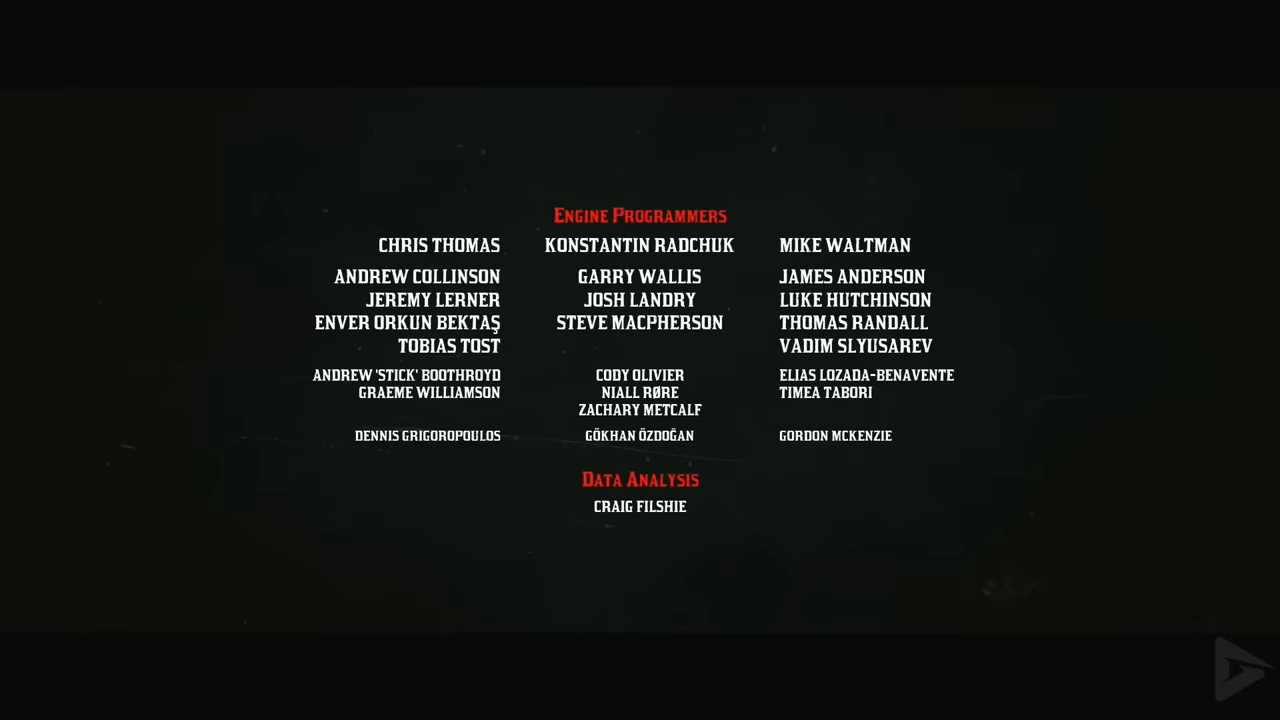 ENGINE PROGRAMMERS
CHRIS THOMAS KONSTANTIN RADCHUK MIKE WALTMAN
ANDREW COLLINSON GARRY WALLIS JAMES ANDERSON
JEREMY LERNER JOSH LANDRY LUKE HUTCHINSON
ENVER ORKUN BEKTAŞ STEVE MACPHERSON THOMAS RANDALL
TOBIAS TOST VADIM SLYUSAREV
ANDREW 'STICK' BOOTHROYD CODY OLIVIER ELIAS LOZADA-BENAVENTE
GRAEME WILLIAMSON NIALL RØRE TIMEA TABORI
ZACHARY METCALF
DENNIS GRIGOROPOULOS GÖKHAN ÖZDOĞAN GORDON MCKENZIE
DATA ANALYSIS
CRAIG FILSHIE